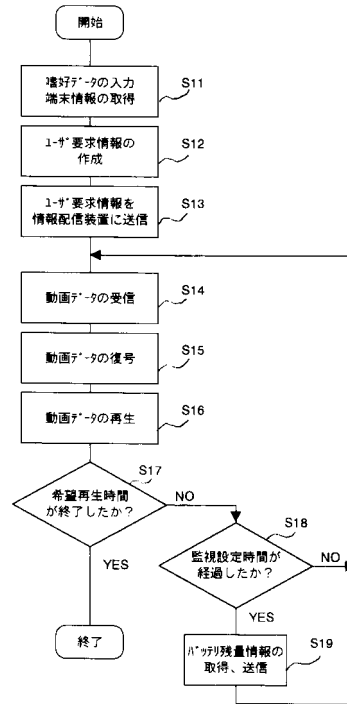 開始
嗜好ﾃﾞｰﾀの入力
端末情報の取得
S11
ﾕｰｻﾞ要求情報の
作成
S12
ﾕｰｻﾞ要求情報を
情報配信装置に送信
S13
動画ﾃﾞｰﾀの受信
S14
動画ﾃﾞｰﾀの復号
S15
動画ﾃﾞｰﾀの再生
S16
希望再生時間
が終了したか？
S17
NO
YES
終了
監視設定時間が
経過したか？
S18
NO
YES
ﾊﾞｯﾃﾘ残量情報の
取得、送信
S19